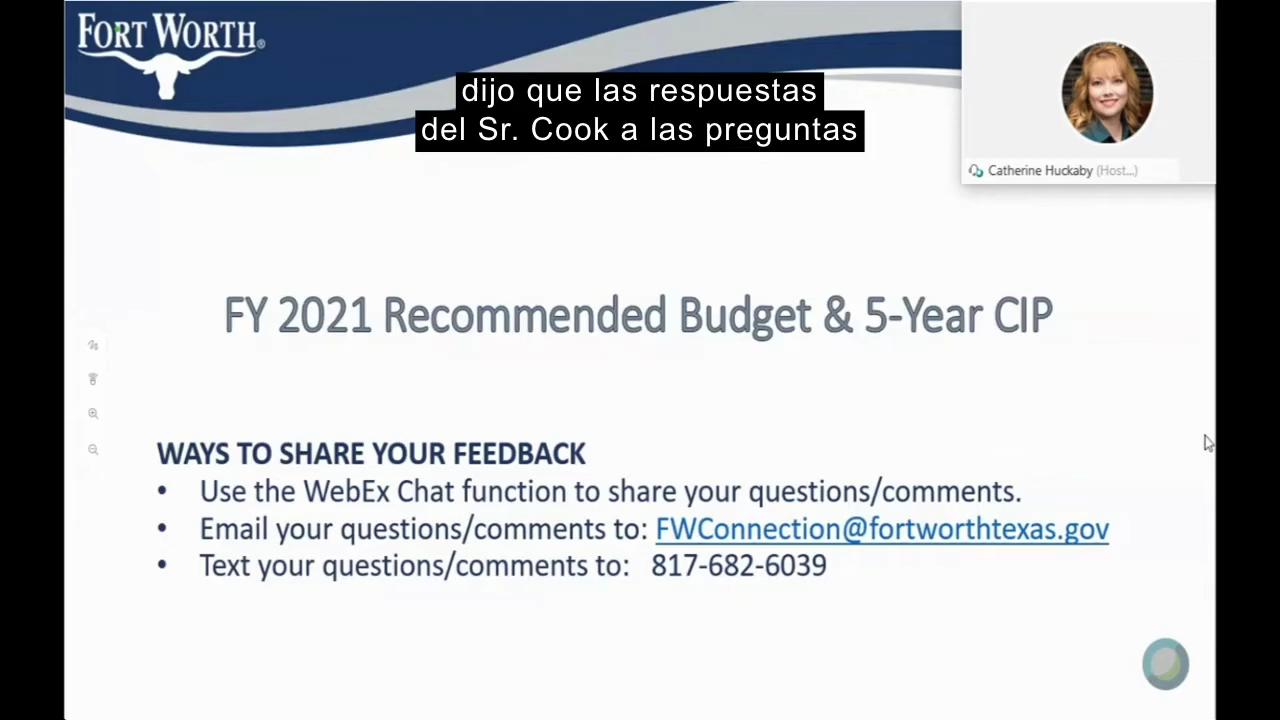 FORT WORTH®
dijo que las respuestas
del Sr. Cook a las preguntas
Catherine Huckaby (Host...)
FY 2021 Recommended Budget & 5-Year CIP
WAYS TO SHARE YOUR FEEDBACK
• Use the WebEx Chat function to share your questions/comments.
• Email your questions/comments to: FWConnection@fortworthtexas.gov
• Text your questions/comments to: 817-682-6039